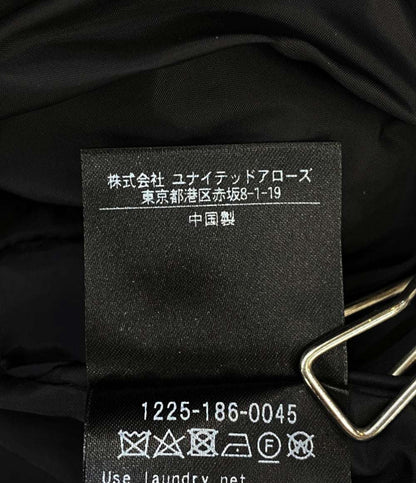 株式会社 ユナイテッドアローズ
東京都港区赤坂8-1-19
中国製
1225-186-0045
F W
Use laundry net